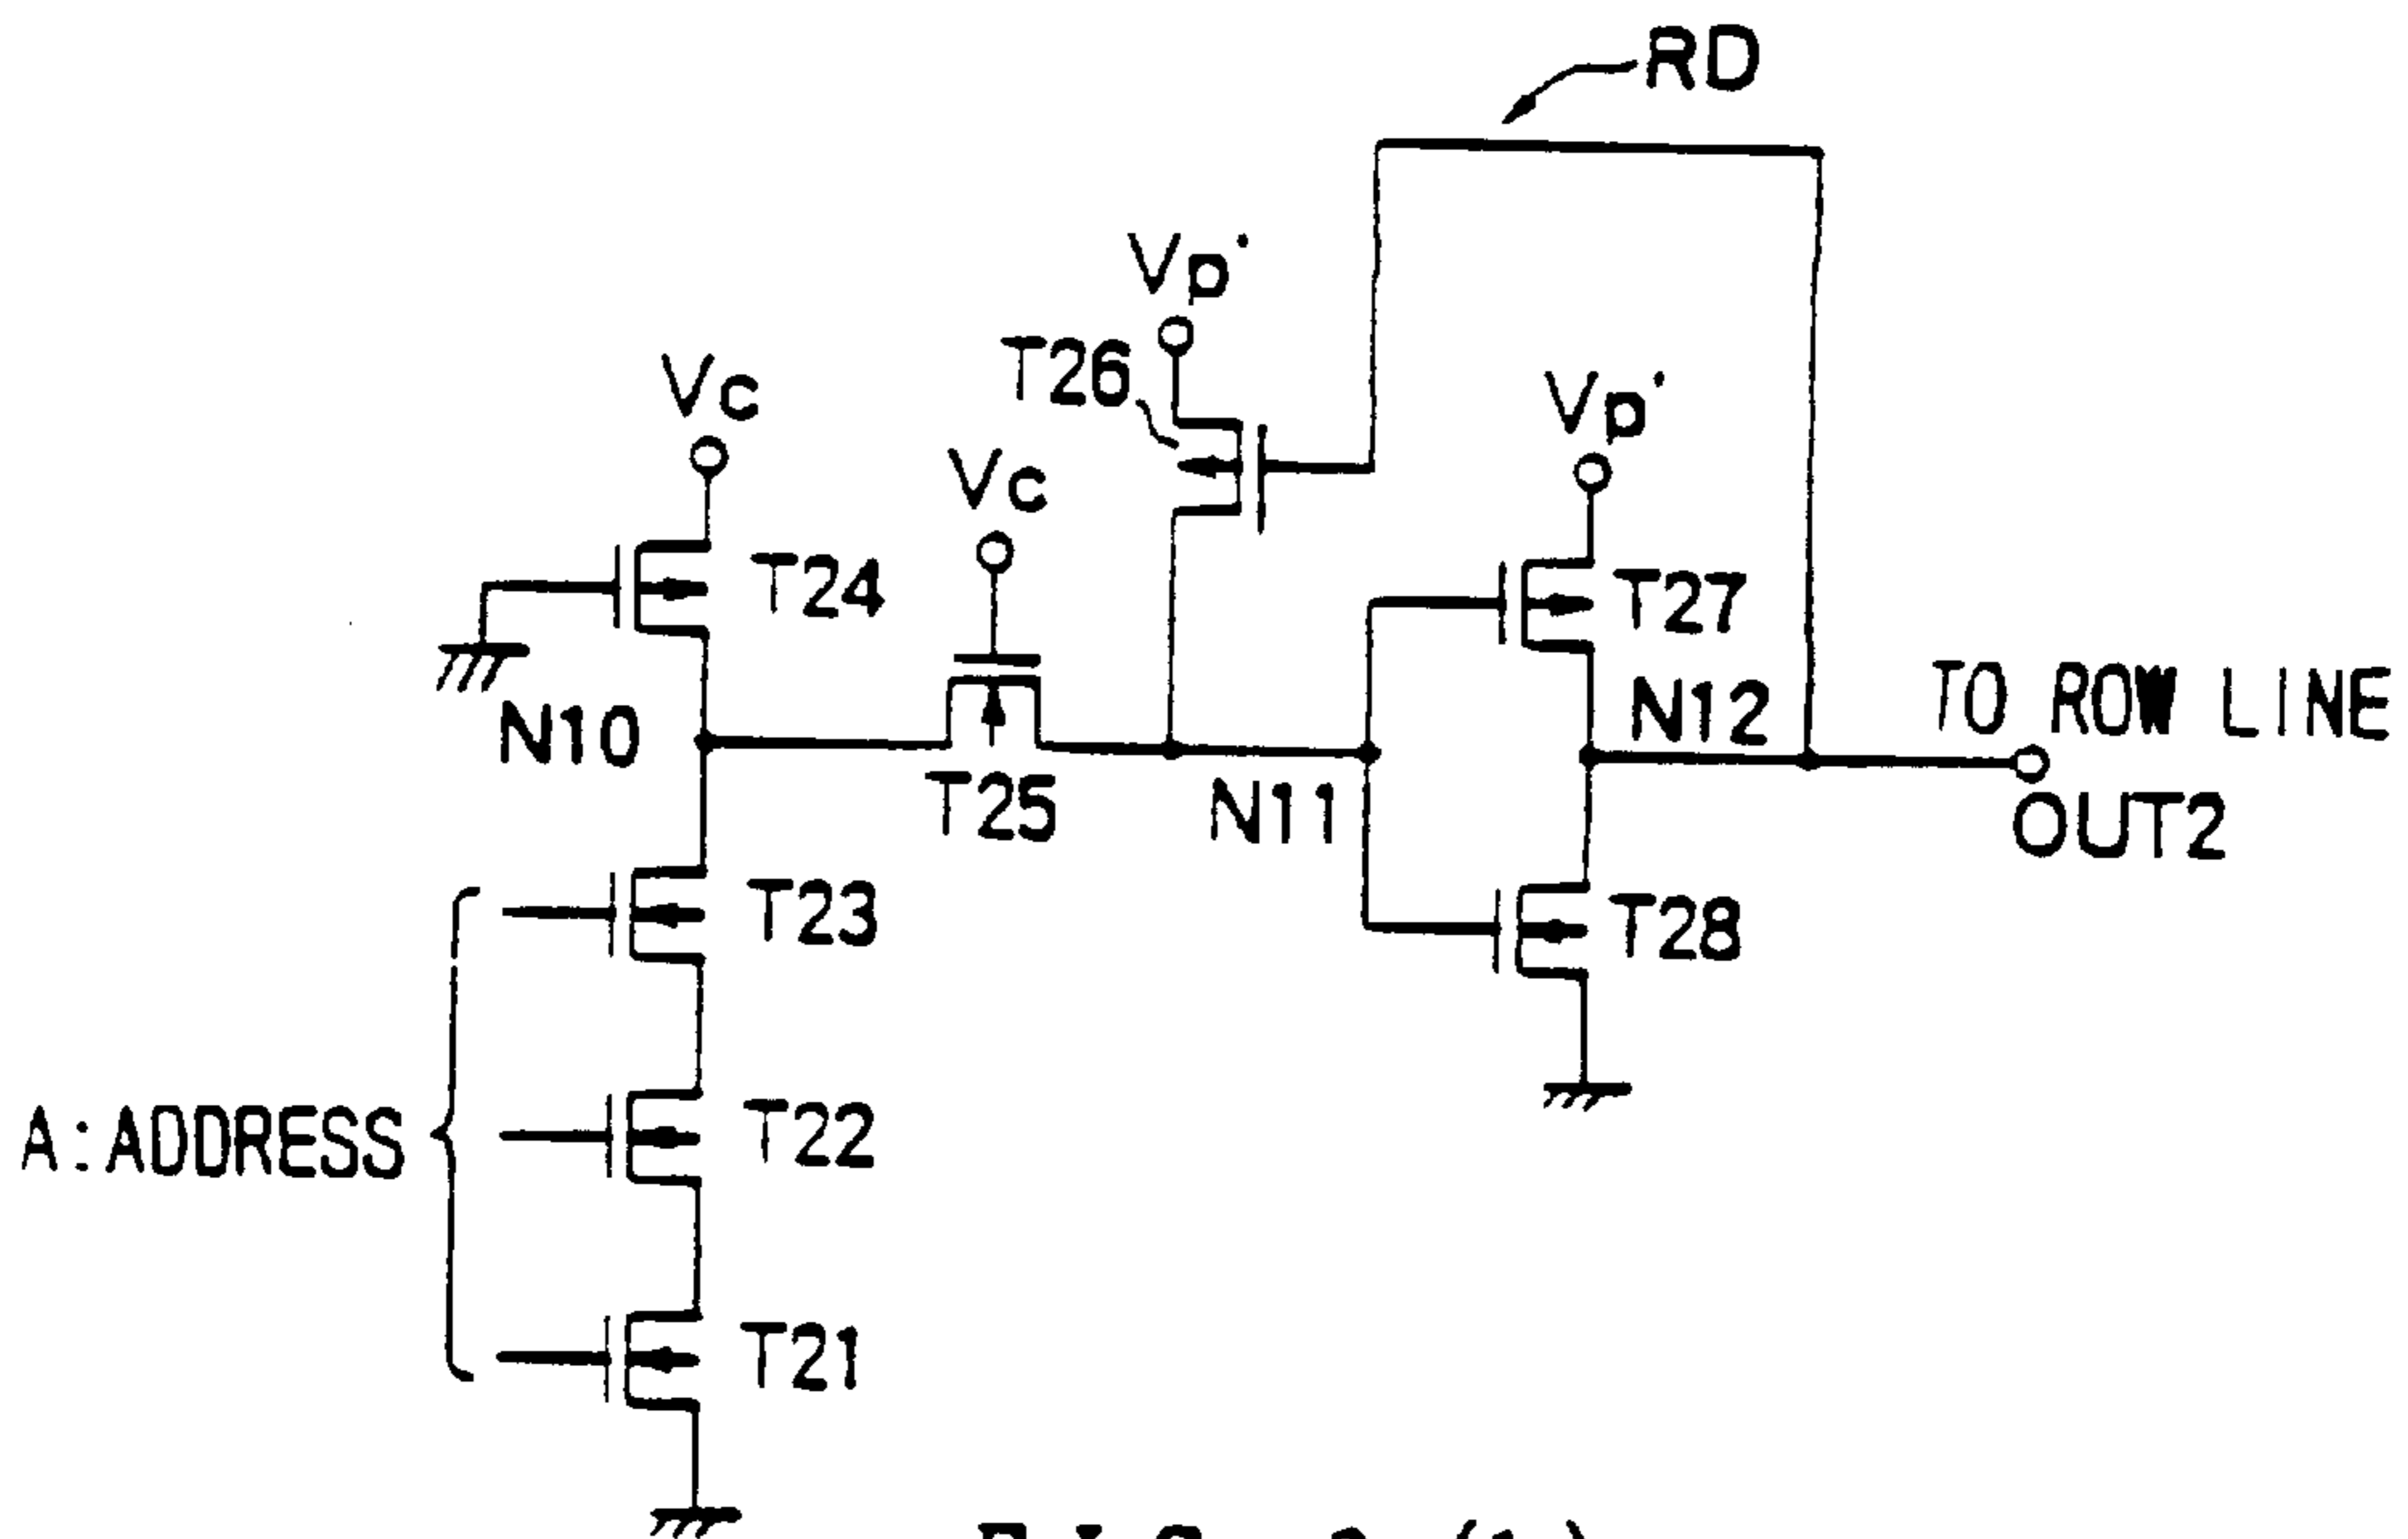 RD
Vp'
T26
Vc
Vp'
Vc
T24
T27
N10
N12
TO ROW LINE
T25
N11
OUT2
T23
T28
A:ADDRESS
T22
T21